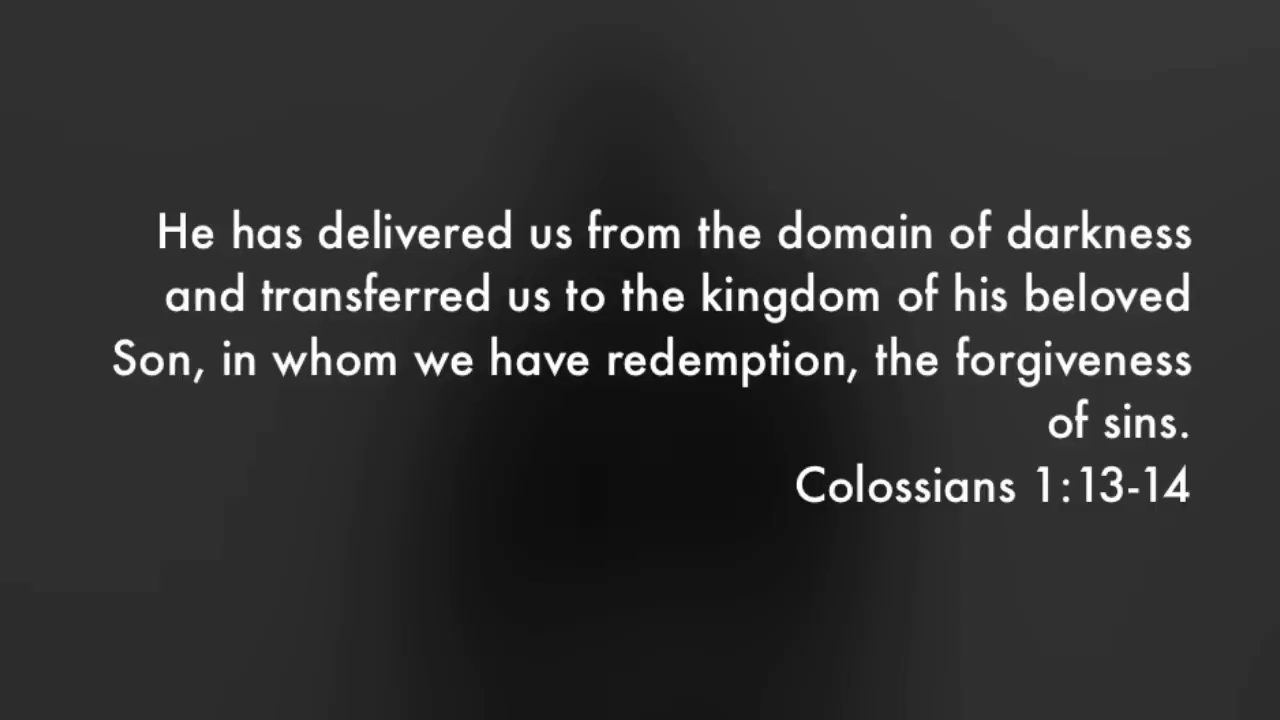 He has delivered us from the domain of darkness
and transferred us to the kingdom of his beloved
Son, in whom we have redemption, the forgiveness
of sins.
Colossians 1:13-14